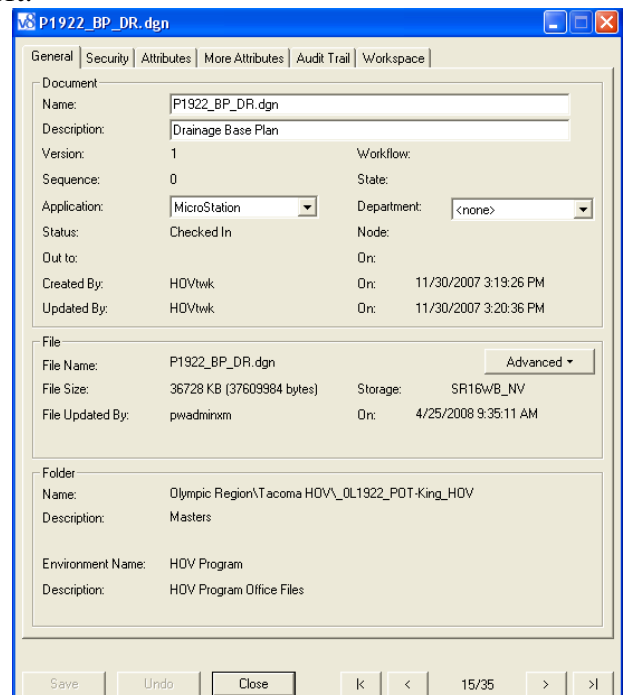 P1922_BP_DR.dgn
General Security Attributes More Attributes Audit Trail Workspace
Document
Name: P1922_BP_DR.dgn
Description: Drainage Base Plan
Version: 1 Workflow:
Sequence: 0 State:
Application: MicroStation Department: <none>
Status: Checked In Node:
Out to: On:
Created By: HOVtwk On: 11/30/2007 3:19:26 PM
Updated By: HOVtwk On: 11/30/2007 3:20:36 PM
File
File Name: P1922_BP_DR.dgn Advanced
File Size: 36728 KB (37609984 bytes) Storage: SR16WB_NV
File Updated By: pwadminxm On: 4/25/2008 9:35:11 AM
Folder
Name: Olympic Region\Tacoma HOV\_0L1922_POT-King_HOV
Description: Masters
Environment Name: HOV Program
Description: HOV Program Office Files
Save Undo Close |< < 15/35 > >|